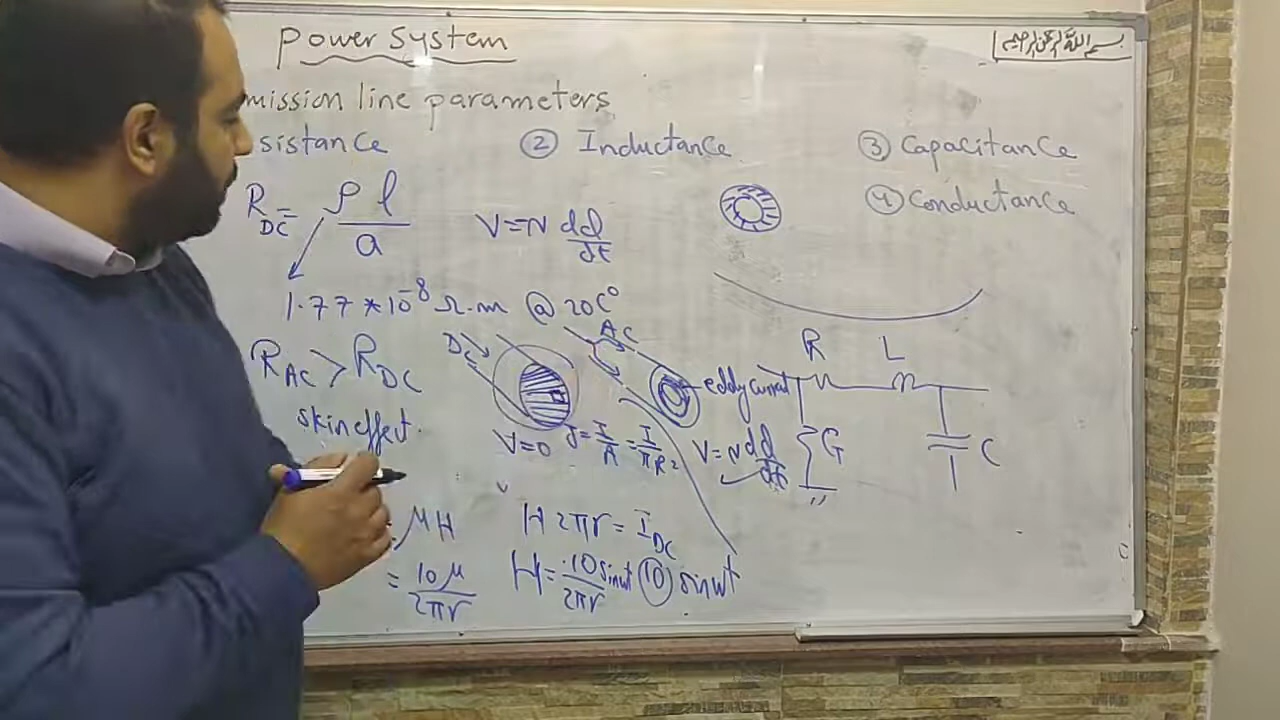 Power System
بسم الله الرحمن الرحيم
mission line parameters
sistance
② Inductance
③ Capacitance
④ Conductance
R_DC = ρ l / a
V = N dϕ/dt
1.77 * 10^-8 Ω.m @ 20 C°
R_AC > R_DC
skin effect.
DC
V = 0
J = I/A = I/πR²
AC
eddy current
V = N dϕ/dt
R
L
G
C
μH
= 10μ/2πr
H 2πr = I_DC
H = 10 sinωt / 2πr
⑩ sinωt